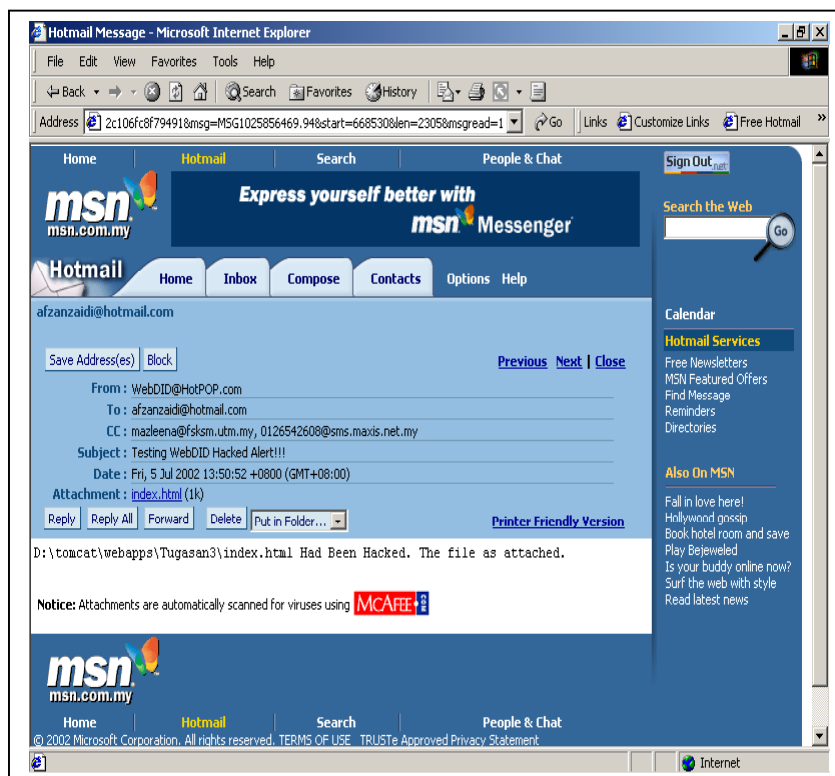 Hotmail Message - Microsoft Internet Explorer
File Edit View Favorites Tools Help
Back Search Favorites History
Address 2c106fc8f79491&msg=MSG1025856469.94&start=668530&len=2305&msgread=1 Go Links Customize Links Free Hotmail »
Home Hotmail Search People & Chat Sign Out .net
msn
msn.com.my
Express yourself better with
msn Messenger
Search the Web
Go
Hotmail Home Inbox Compose Contacts Options Help
afzanzaidi@hotmail.com
Save Address(es) Block Previous Next | Close
From : WebDID@HotPOP.com
To : afzanzaidi@hotmail.com
CC : mazleena@fsksm.utm.my, 0126542608@sms.maxis.net.my
Subject : Testing WebDID Hacked Alert!!!
Date : Fri, 5 Jul 2002 13:50:52 +0800 (GMT+08:00)
Attachment : index.html (1k)
Reply Reply All Forward Delete Put in Folder... Printer Friendly Version
D:\tomcat\webapps\Tugasan3\index.html Had Been Hacked. The file as attached.
Notice: Attachments are automatically scanned for viruses using McAFEE
Calendar
Hotmail Services
Free Newsletters
MSN Featured Offers
Find Message
Reminders
Directories
Also On MSN
Fall in love here!
Hollywood gossip
Book hotel room and save
Play Bejeweled
Is your buddy online now?
Surf the web with style
Read latest news
msn
msn.com.my
Home Hotmail Search People & Chat
© 2002 Microsoft Corporation. All rights reserved. TERMS OF USE TRUSTe Approved Privacy Statement
Internet